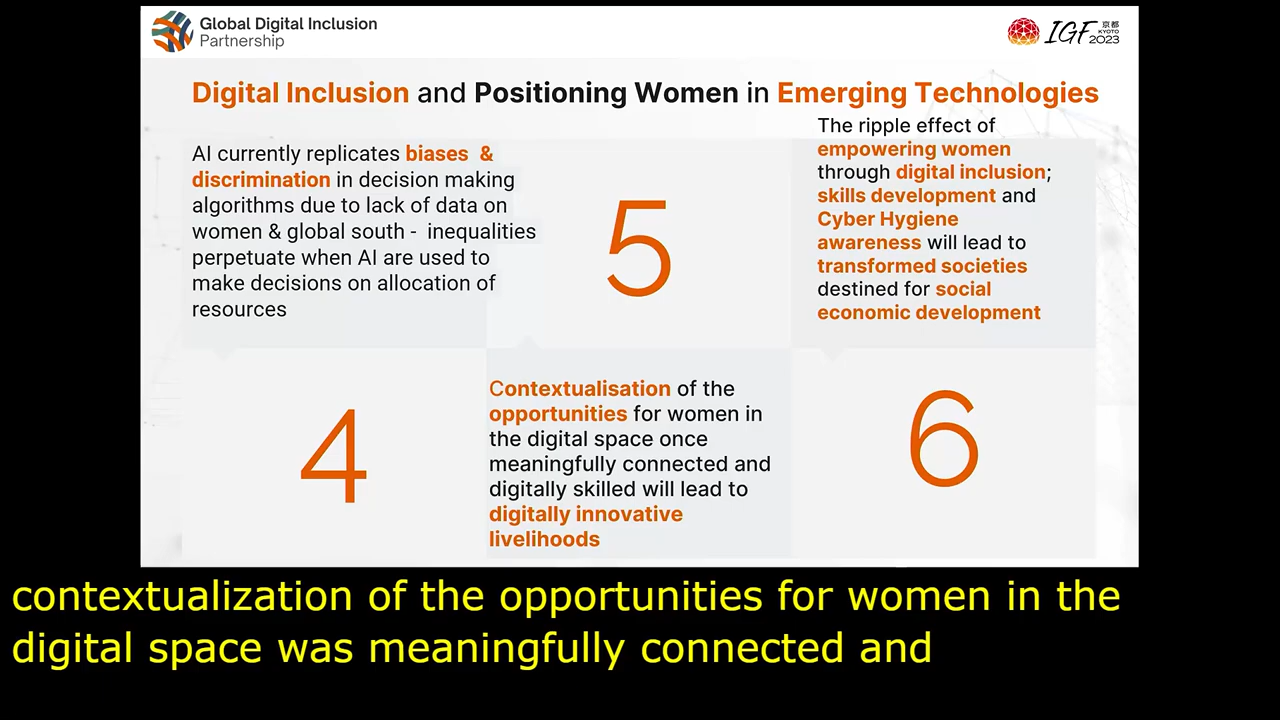 Global Digital Inclusion
Partnership
IGF
京都
KYOTO
2023
Digital Inclusion and Positioning Women in Emerging Technologies
AI currently replicates biases &
discrimination in decision making
algorithms due to lack of data on
women & global south - inequalities
perpetuate when AI are used to
make decisions on allocation of
resources
4
5
Contextualisation of the
opportunities for women in
the digital space once
meaningfully connected and
digitally skilled will lead to
digitally innovative
livelihoods
The ripple effect of
empowering women
through digital inclusion;
skills development and
Cyber Hygiene
awareness will lead to
transformed societies
destined for social
economic development
6
contextualization of the opportunities for women in the
digital space was meaningfully connected and